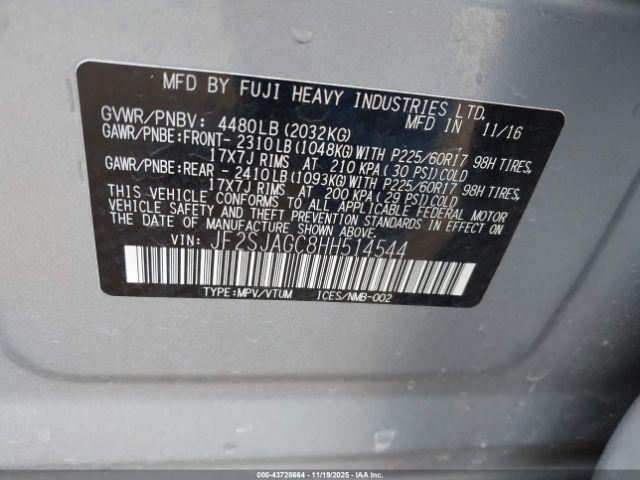 MFD BY FUJI HEAVY INDUSTRIES LTD.
GVWR/PNBV: 4480LB(2032KG) MFD IN 11/16
GAWR/PNBE:FRONT-2310LB(1048KG)WITH P225/60R17 98H TIRES,
17X7J RIMS AT 210 KPA(30 PSI)COLD
GAWR/PNBE:REAR -2410LB(1093KG)WITH P225/60R17 98H TIRES,
17X7J RIMS AT 200 KPA(29 PSI)COLD
THIS VEHICLE CONFORMS TO ALL APPLICABLE FEDERAL MOTOR
VEHICLE SAFETY AND THEFT PREVENTION STANDARDS IN EFFECT
ON THE DATE OF MANUFACTURE SHOWN ABOVE.
VIN: JF2SJAGC8HH514544
TYPE:MPV/VTUM ICES/NMB-002
000-43728664 - 11/19/2025 - IAAI.COM